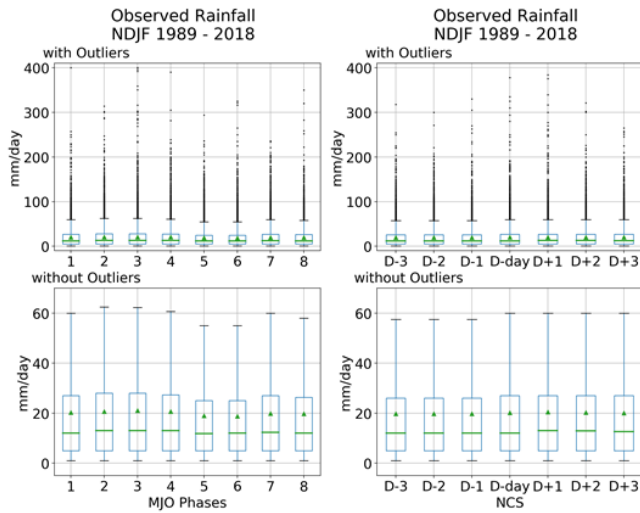 Observed Rainfall
NDJF 1989 - 2018
with Outliers
400
300
200
100
0
mm/day
1 2 3 4 5 6 7 8
without Outliers
60
40
20
0
mm/day
1 2 3 4 5 6 7 8
MJO Phases
Observed Rainfall
NDJF 1989 - 2018
with Outliers
400
300
200
100
0
mm/day
D-3 D-2 D-1 D-day D+1 D+2 D+3
without Outliers
60
40
20
0
mm/day
D-3 D-2 D-1 D-day D+1 D+2 D+3
NCS